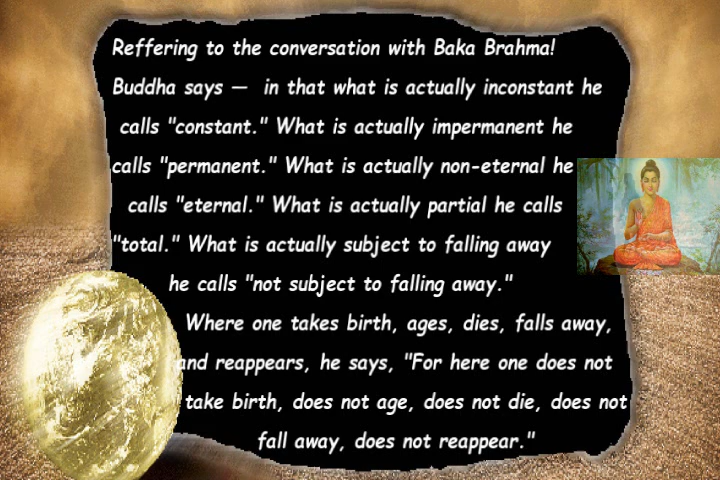 Reffering to the conversation with Baka Brahma!
Buddha says — in that what is actually inconstant he
calls "constant." What is actually impermanent he
calls "permanent." What is actually non-eternal he
calls "eternal." What is actually partial he calls
"total." What is actually subject to falling away
he calls "not subject to falling away."
Where one takes birth, ages, dies, falls away,
and reappears, he says, "For here one does not
take birth, does not age, does not die, does not
fall away, does not reappear."